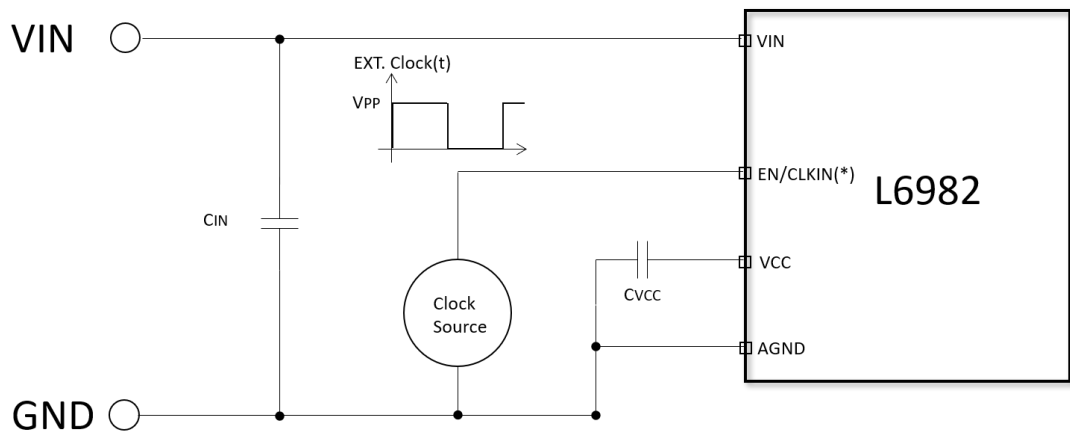 VIN
VIN
EXT. Clock(t)
VPP
EN/CLKIN(*)
L6982
CIN
VCC
CVCC
Clock
Source
AGND
GND